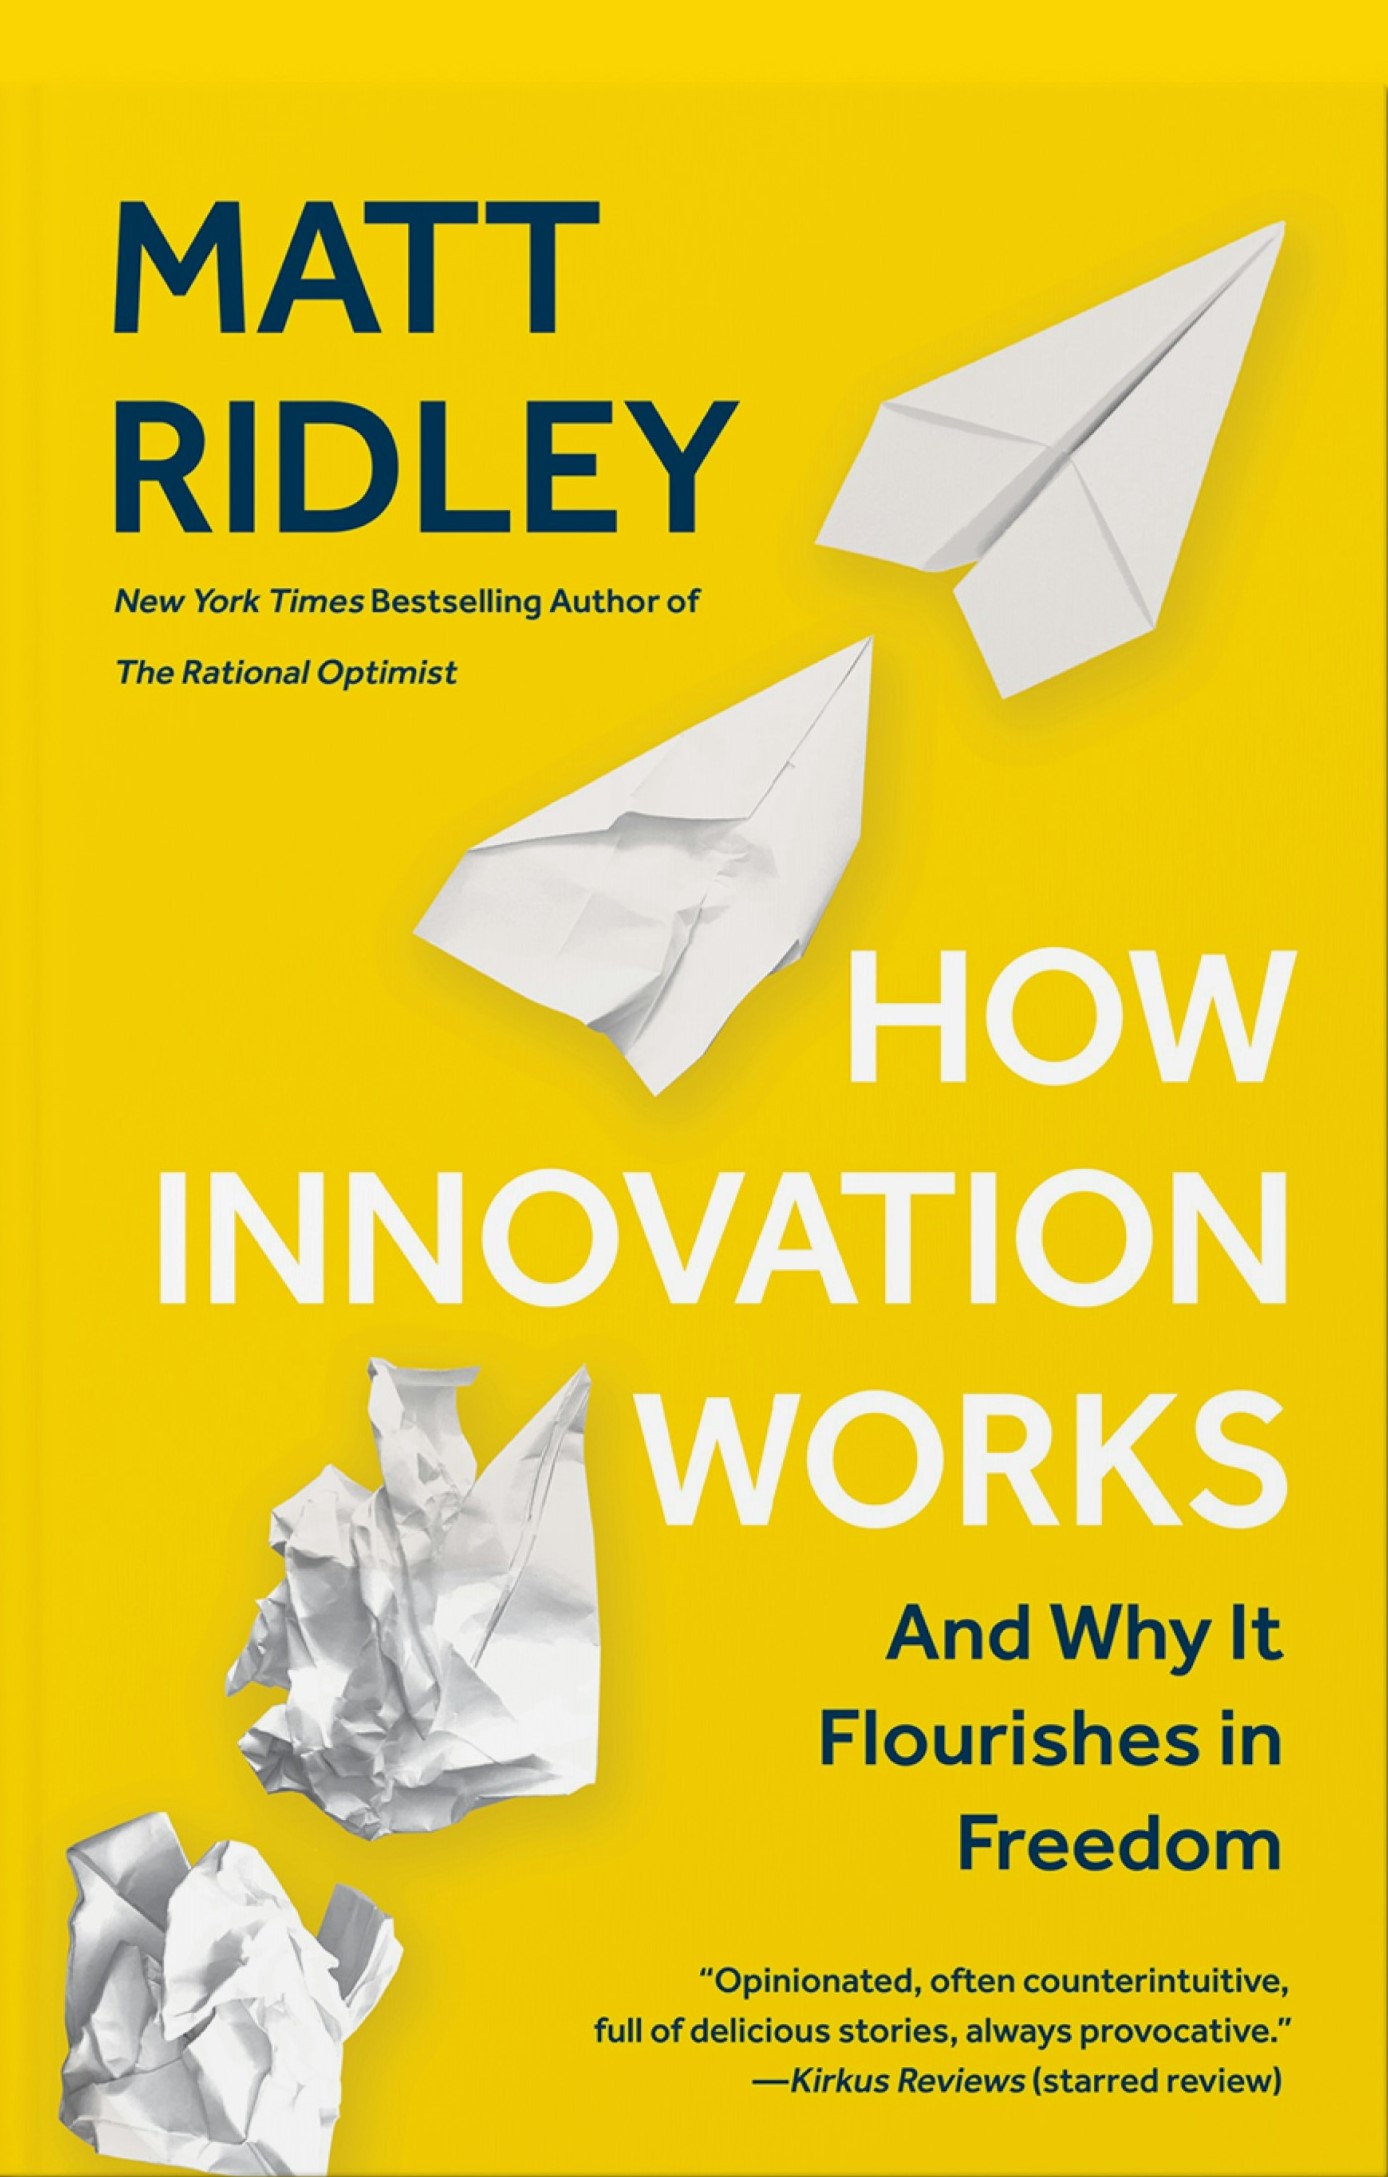 MATT
RIDLEY
New York Times Bestselling Author of
The Rational Optimist
HOW
INNOVATION
WORKS
And Why It
Flourishes in
Freedom
“Opinionated, often counterintuitive,
full of delicious stories, always provocative.”
—Kirkus Reviews (starred review)